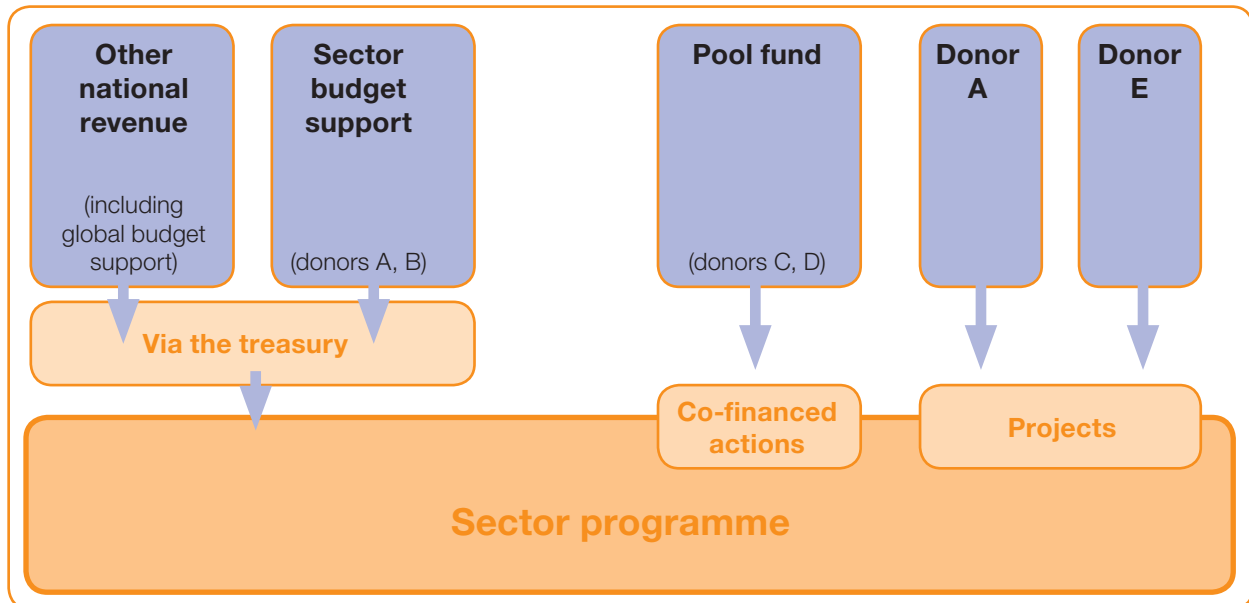 Other
national
revenue
(including
global budget
support)
Sector
budget
support
(donors A, B)
Pool fund
(donors C, D)
Donor
A
Donor
E
Via the treasury
Co-financed
actions
Projects
Sector programme